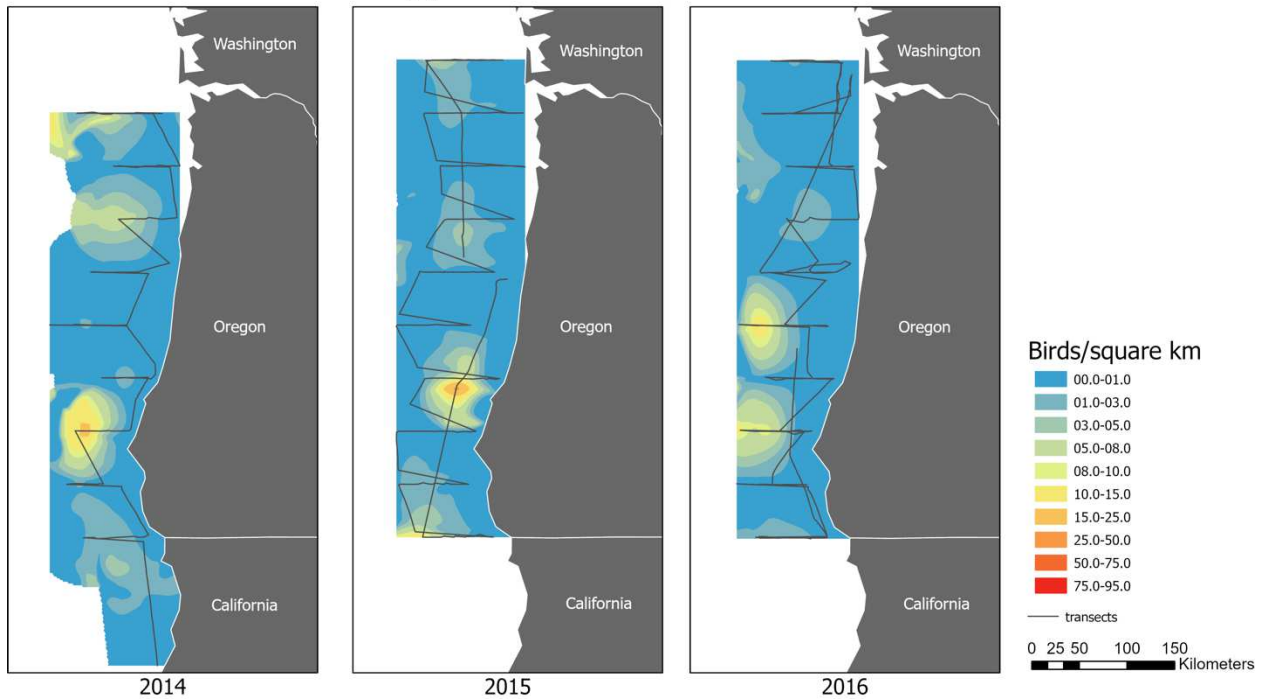 Washington
Oregon
California
2014
Washington
Oregon
California
2015
Washington
Oregon
California
2016
Birds/square km
00.0-01.0
01.0-03.0
03.0-05.0
05.0-08.0
08.0-10.0
10.0-15.0
15.0-25.0
25.0-50.0
50.0-75.0
75.0-95.0
transects
0 25 50 100 150
Kilometers